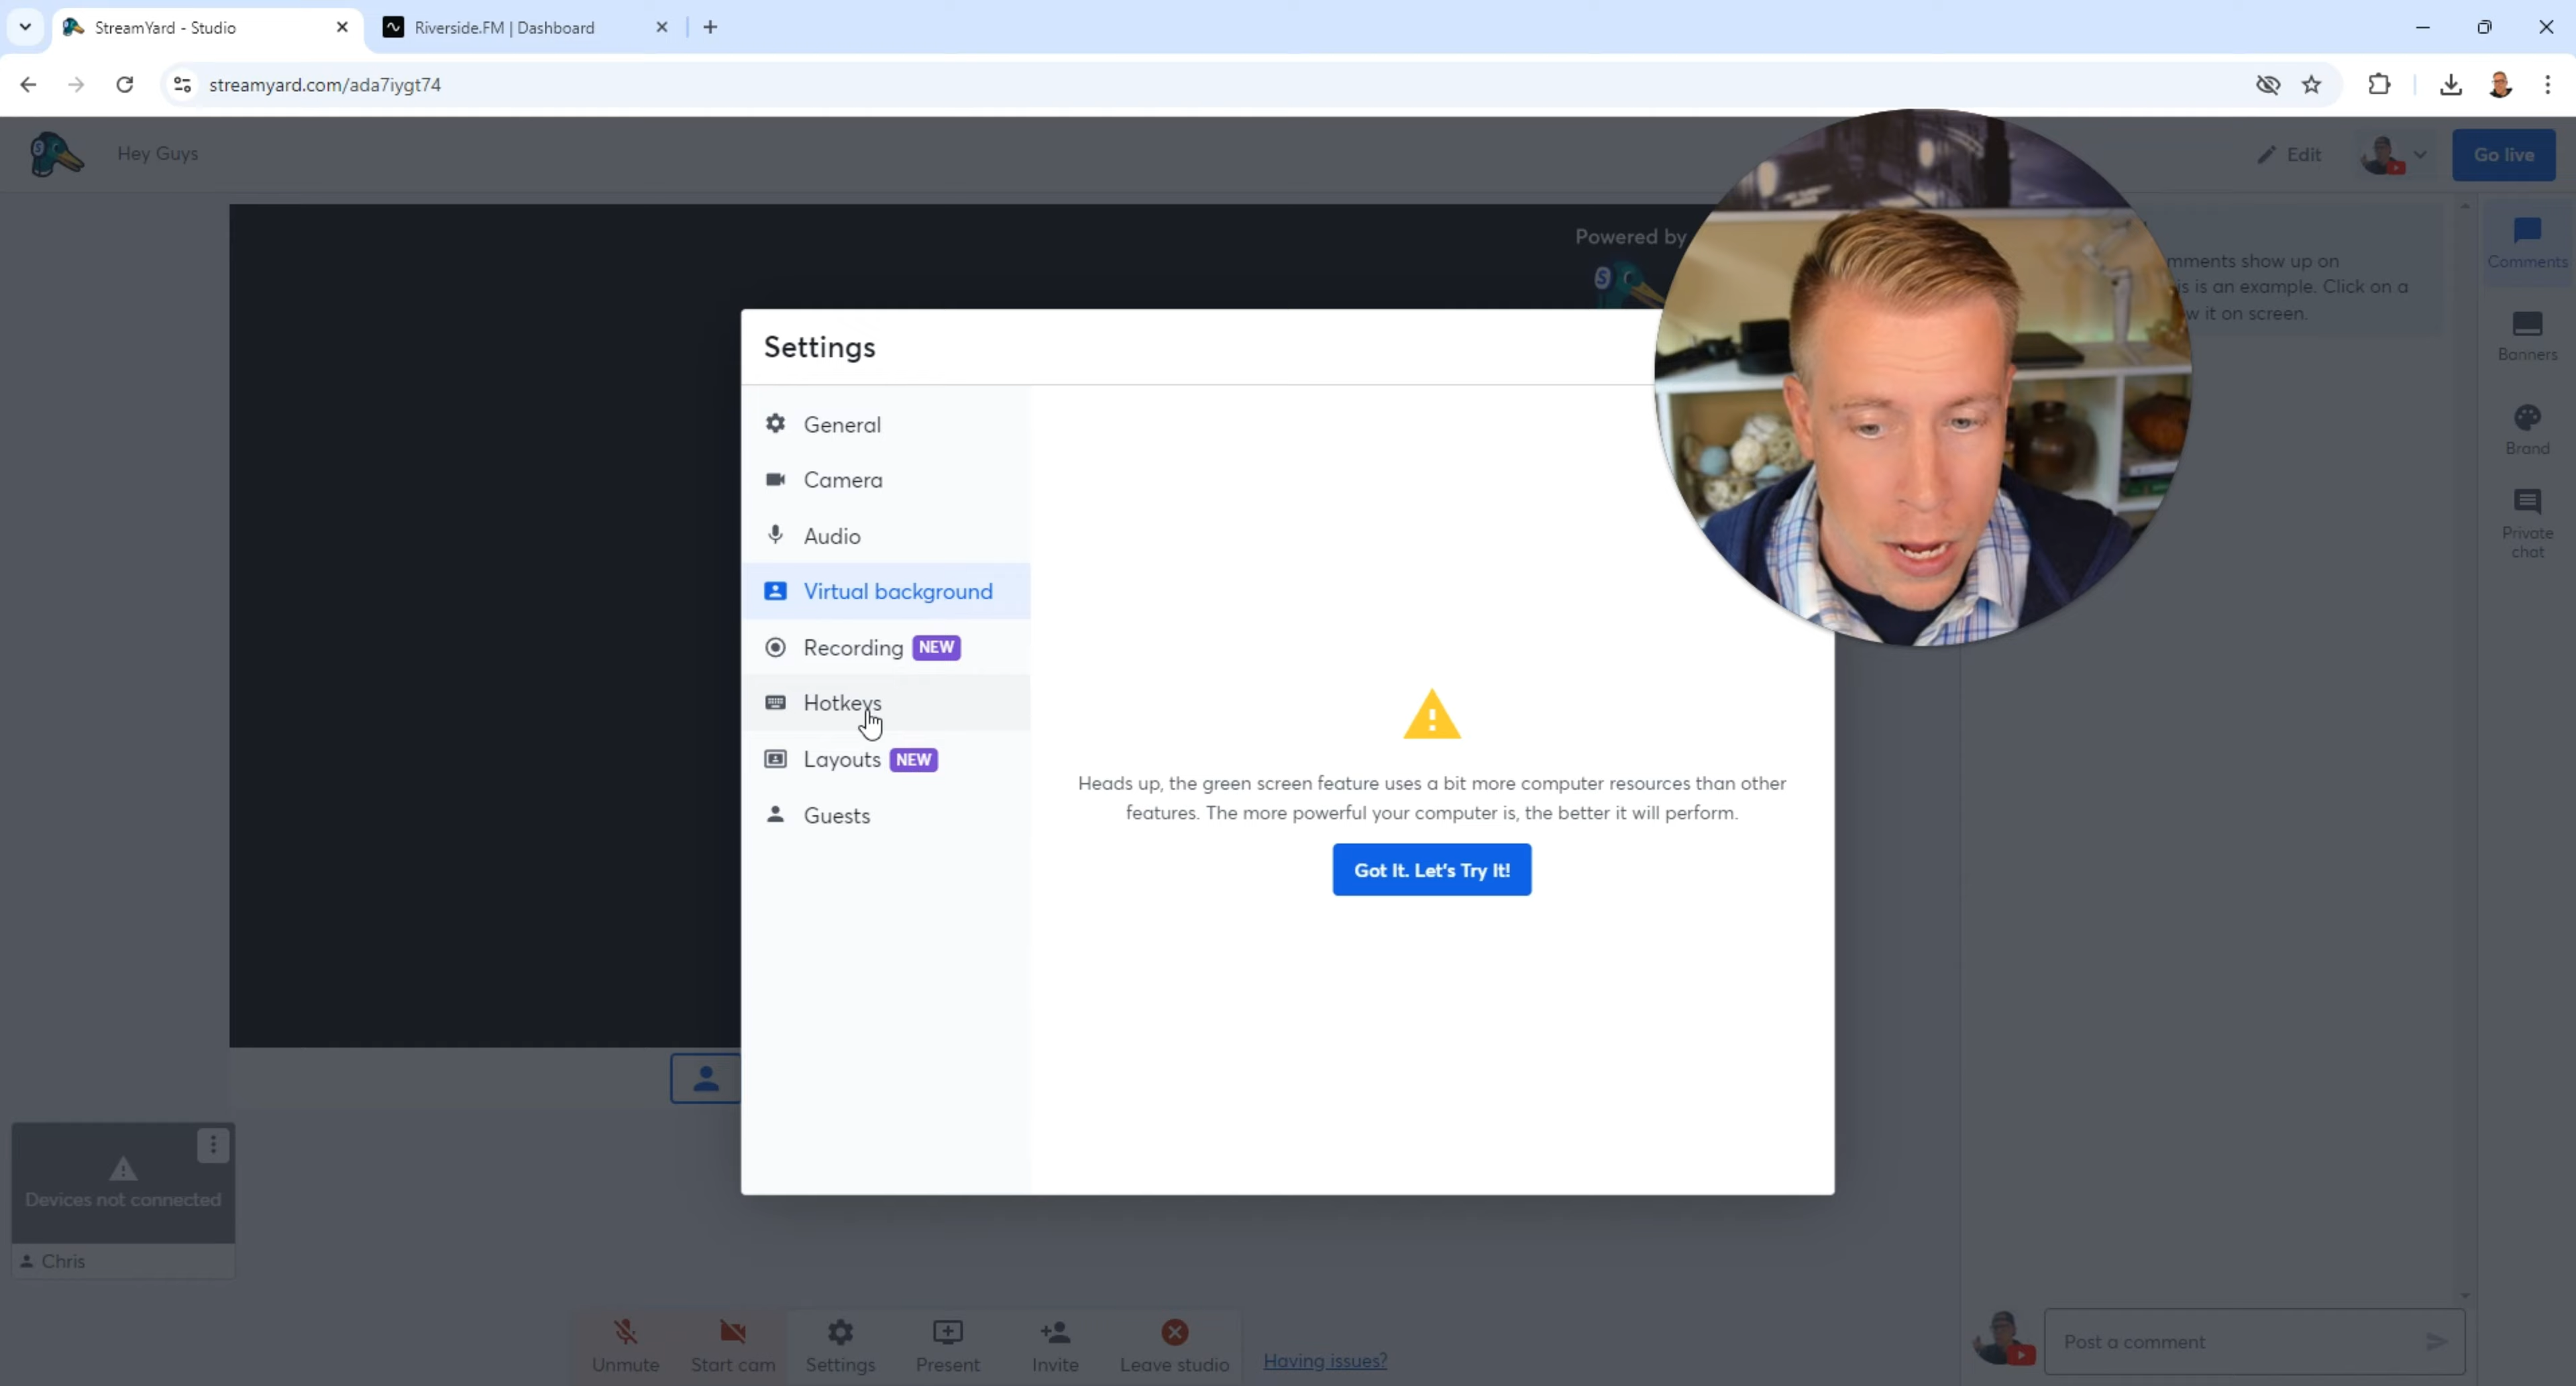 StreamYard - Studio
Riverside.FM | Dashboard
streamyard.com/ada7iygt74
Hey Guys
Edit
Go live
Powered by
S
mments show up on
is is an example. Click on a
w it on screen.
Comments
Banners
Brand
Private
chat
Settings
General
Camera
Audio
Virtual background
Recording NEW
Hotkeys
Layouts NEW
Guests
Heads up, the green screen feature uses a bit more computer resources than other
features. The more powerful your computer is, the better it will perform.
Got It. Let's Try It!
Devices not connected
Chris
Unmute
Start cam
Settings
Present
Invite
Leave studio
Having issues?
Post a comment